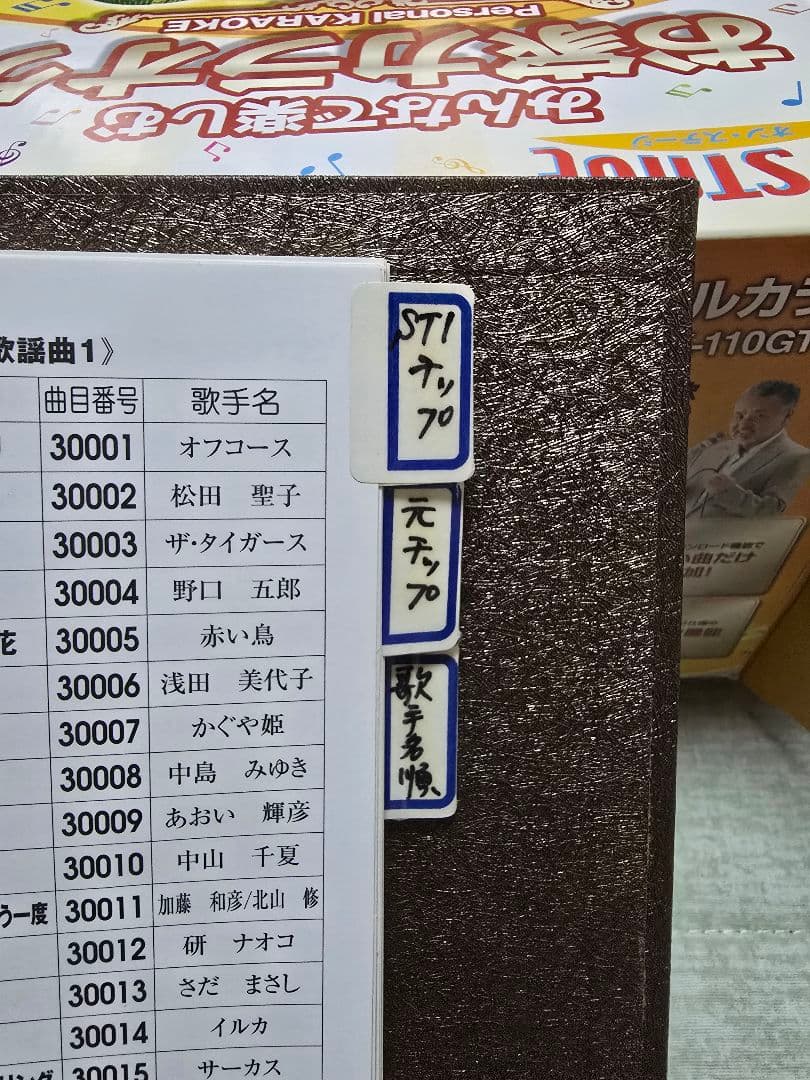 Personal KARAOKE
お家カラオケ
みんなで楽しむ
オン・ステージ
ルカラ
-110GT
歌謡曲1》
曲目番号 歌手名
30001 オフコース
30002 松田 聖子
30003 ザ・タイガース
30004 野口 五郎
花 30005 赤い鳥
30006 浅田 美代子
30007 かぐや姫
30008 中島 みゆき
30009 あおい 輝彦
30010 中山 千夏
う一度 30011 加藤 和彦/北山 修
30012 研 ナオコ
30013 さだ まさし
30014 イルカ
リング 30015 サーカス
ST1
チップ
元チップ
歌手名順